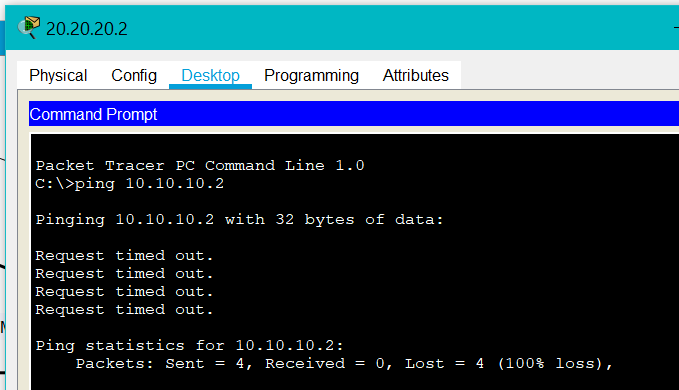 20.20.20.2
Physical Config Desktop Programming Attributes
Command Prompt
Packet Tracer PC Command Line 1.0
C:\>ping 10.10.10.2
Pinging 10.10.10.2 with 32 bytes of data:
Request timed out.
Request timed out.
Request timed out.
Request timed out.
Ping statistics for 10.10.10.2:
Packets: Sent = 4, Received = 0, Lost = 4 (100% loss),